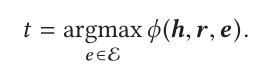 t = argmax ϕ(h, r, e).
e∈ℰ